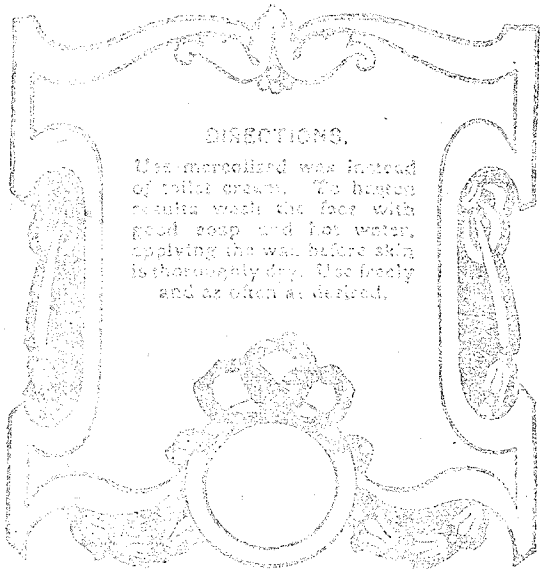 DIRECTIONS.
Use mercolized wax instead
of toilet cream. To hasten
results wash the face with
good soap and hot water,
applying the wax before skin
is thoroughly dry. Use freely
and as often as desired.